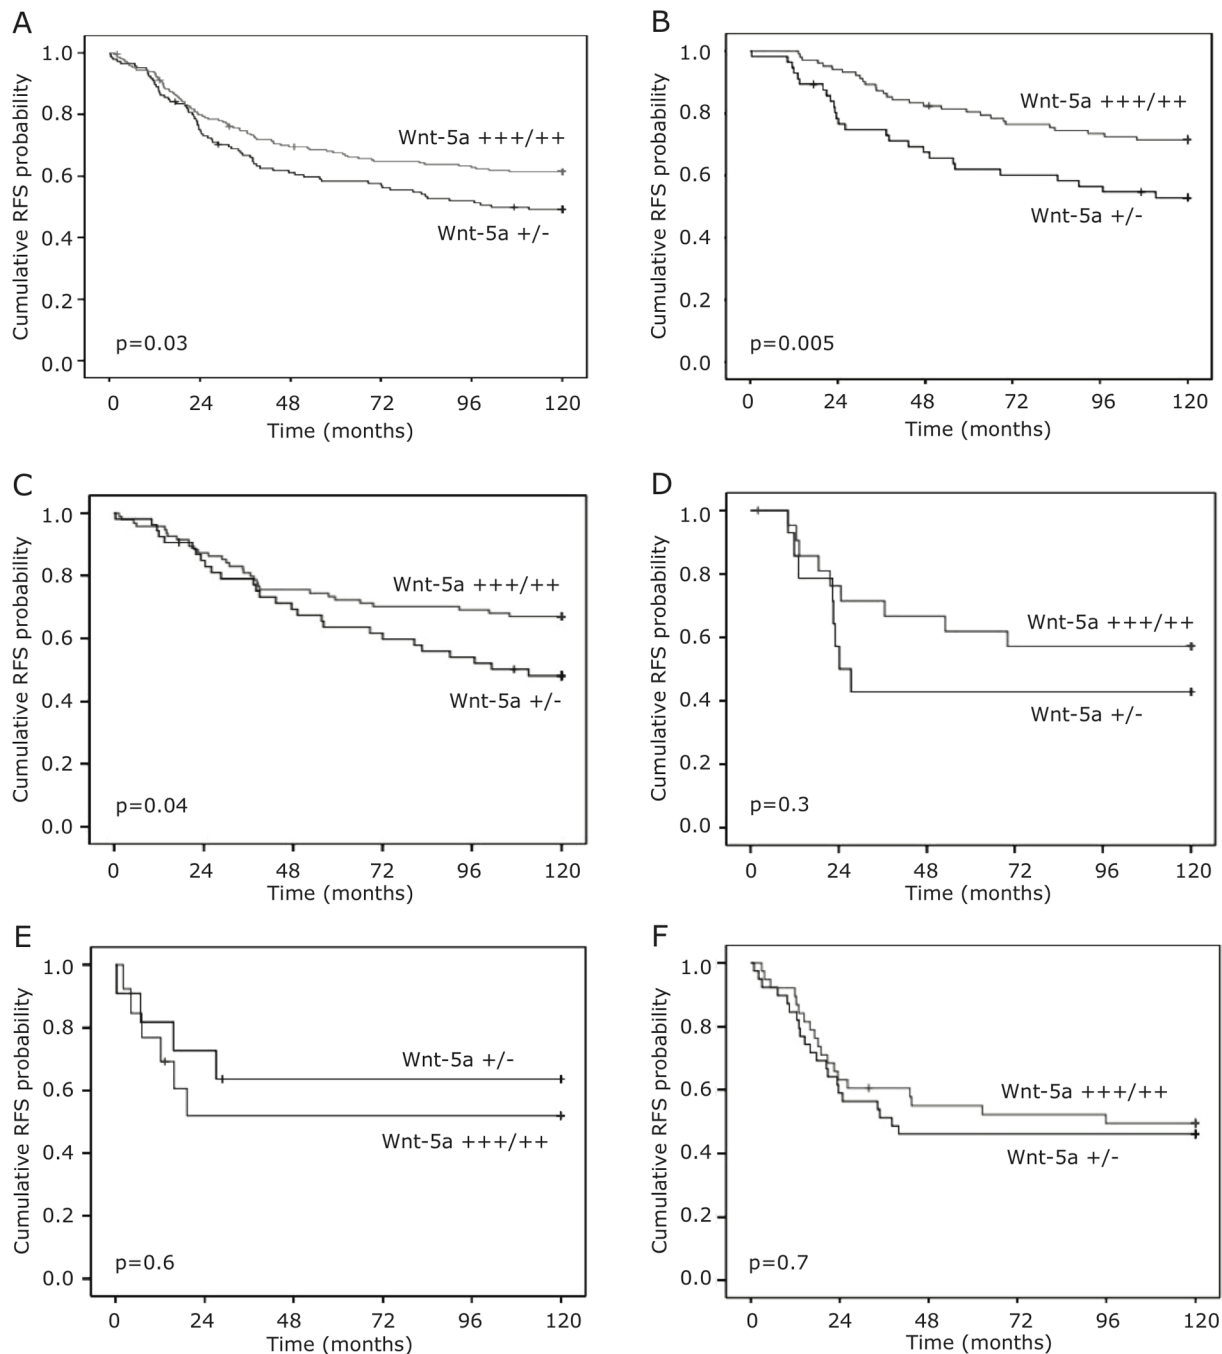 A
Cumulative RFS probability
1.0
0.8
0.6
0.4
0.2
0.0
Wnt-5a +++/++
Wnt-5a +/-
p=0.03
0 24 48 72 96 120
Time (months)
B
Cumulative RFS probability
1.0
0.8
0.6
0.4
0.2
0.0
Wnt-5a +++/++
Wnt-5a +/-
p=0.005
0 24 48 72 96 120
Time (months)
C
Cumulative RFS probability
1.0
0.8
0.6
0.4
0.2
0.0
Wnt-5a +++/++
Wnt-5a +/-
p=0.04
0 24 48 72 96 120
Time (months)
D
Cumulative RFS probability
1.0
0.8
0.6
0.4
0.2
0.0
Wnt-5a +++/++
Wnt-5a +/-
p=0.3
0 24 48 72 96 120
Time (months)
E
Cumulative RFS probability
1.0
0.8
0.6
0.4
0.2
0.0
Wnt-5a +/-
Wnt-5a +++/++
p=0.6
0 24 48 72 96 120
Time (months)
F
Cumulative RFS probability
1.0
0.8
0.6
0.4
0.2
0.0
Wnt-5a +++/++
Wnt-5a +/-
p=0.7
0 24 48 72 96 120
Time (months)